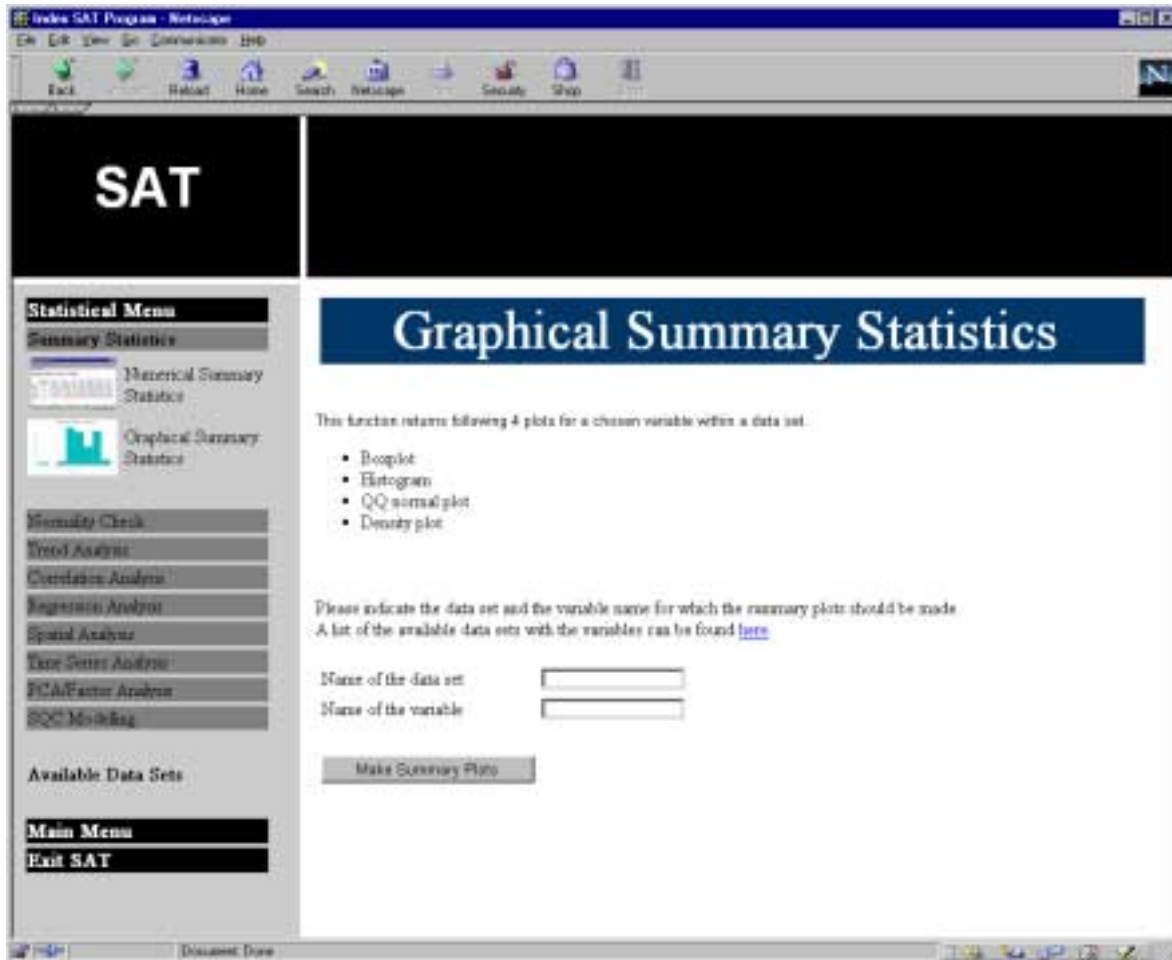 Index SAT Program - Netscape
File Edit View Go Communicator Help
Back Reload Home Search Netscape Security Shop
SAT
Statistical Menu
Summary Statistics
Numerical Summary
Statistics
Graphical Summary
Statistics
Normality Check
Trend Analysis
Correlation Analysis
Regression Analysis
Spatial Analysis
Time Series Analysis
PCA/Factor Analysis
SQC Modelling
Available Data Sets
Main Menu
Exit SAT
Graphical Summary Statistics
This function returns following 4 plots for a chosen variable within a data set.
Boxplot
Histogram
QQ normal plot
Density plot
Please indicate the data set and the variable name for which the summary plots should be made
A list of the available data sets with the variables can be found here
Name of the data set
Name of the variable
Make Summary Plots
Document Done